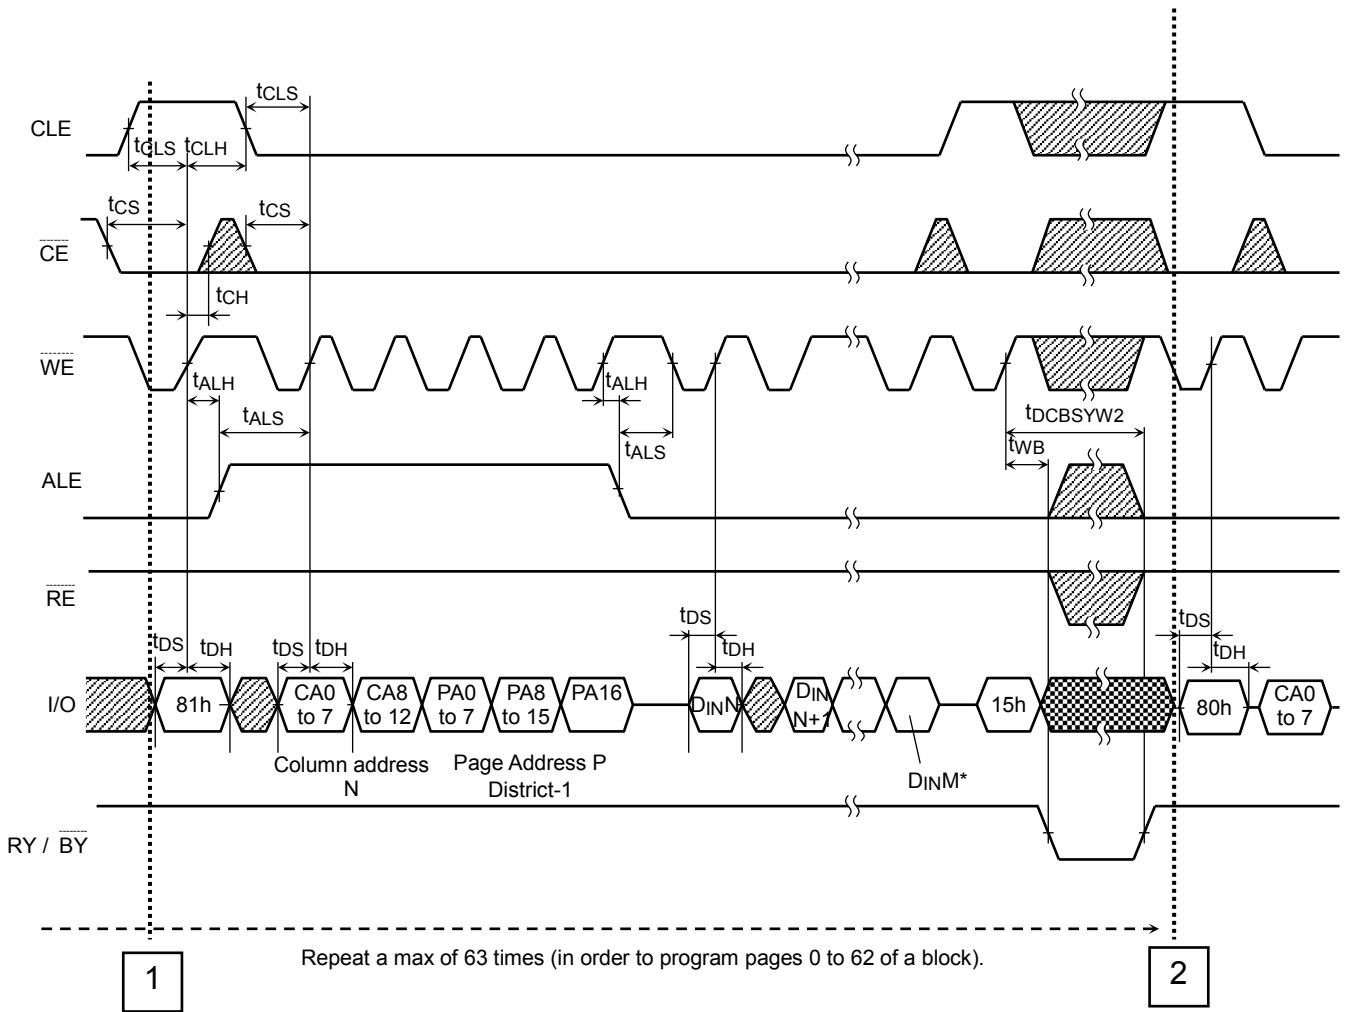 CLE
tCLS
tCLS tCLH
CE
tCS
tCS
tCH
WE
tALH
tALS
tALH
tALS
tDCBSYW2
tWB
ALE
RE
tDS
tDH
tDS
tDH
tDS
tDH
tDS
tDH
I/O
81h
CA0 to 7
CA8 to 12
PA0 to 7
PA8 to 15
PA16
DINN
DIN N+1
15h
80h
CA0 to 7
Column address
N
Page Address P
District-1
DINM*
RY / BY
Repeat a max of 63 times (in order to program pages 0 to 62 of a block).
1
2